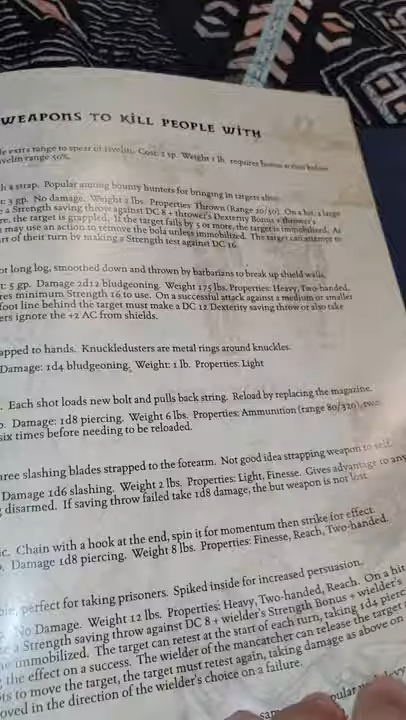 WEAPONS TO KILL PEOPLE WITH
extra range to spear or javelin. Cost: 2 sp. Weight 1 lb. requires bonus action before
range 50%.
h a strap. Popular among bounty hunters for bringing in targets alive.
t: 3 gp. No damage. Weight 2 lbs. Properties Thrown (Range 20/50). On a hit, a large
e a Strength saving throw against DC 8 + thrower's Dexterity Bonus + thrower's
re, the target is grappled. If the target fails by 5 or more, the target is immobilized. As
may use an action to remove the bola unless immobilized. The target can attempt to
rt of their turn by making a Strength test against DC 16.
ot long log, smoothed down and thrown by barbarians to break up shield walls.
t: 5 gp. Damage 2d12 bludgeoning. Weight 175 lbs. Properties: Heavy, Two-handed,
res minimum Strength 16 to use. On a successful attack against a medium or smaller
foot line behind the target must make a DC 12 Dexterity saving throw or also take
ers ignore the +2 AC from shields.
apped to hands. Knuckledusters are metal rings around knuckles.
Damage: 1d4 bludgeoning, Weight: 1 lb. Properties: Light
. Each shot loads new bolt and pulls back string. Reload by replacing the magazine.
p. Damage: 1d8 piercing. Weight 6 lbs. Properties: Ammunition (range 80/320), two-
six times before needing to be reloaded.
hree slashing blades strapped to the forearm. Not good idea strapping weapon to self.
Damage 1d6 slashing. Weight 2 lbs. Properties: Light, Finesse. Gives advantage to any
disarmed. If saving throw failed take 1d8 damage, the but weapon is not lost.
ic. Chain with a hook at the end, spin it for momentum then strike for effect.
. Damage 1d8 piercing. Weight 8 lbs. Properties: Finesse, Reach, Two-handed.
ole, perfect for taking prisoners. Spiked inside for increased persuasion.
No Damage. Weight 12 lbs. Properties: Heavy, Two-handed, Reach. On a hit
e a Strength saving throw against DC 8 + wielder's Strength Bonus + wielder's
immobilized. The target can retest at the start of each turn, taking 1d4 pierc
the effect on a success. The wielder of the mancatcher can release the target
ts to move the target, the target must retest again, taking damage as above on
oved in the direction of the wielder's choice on a failure.